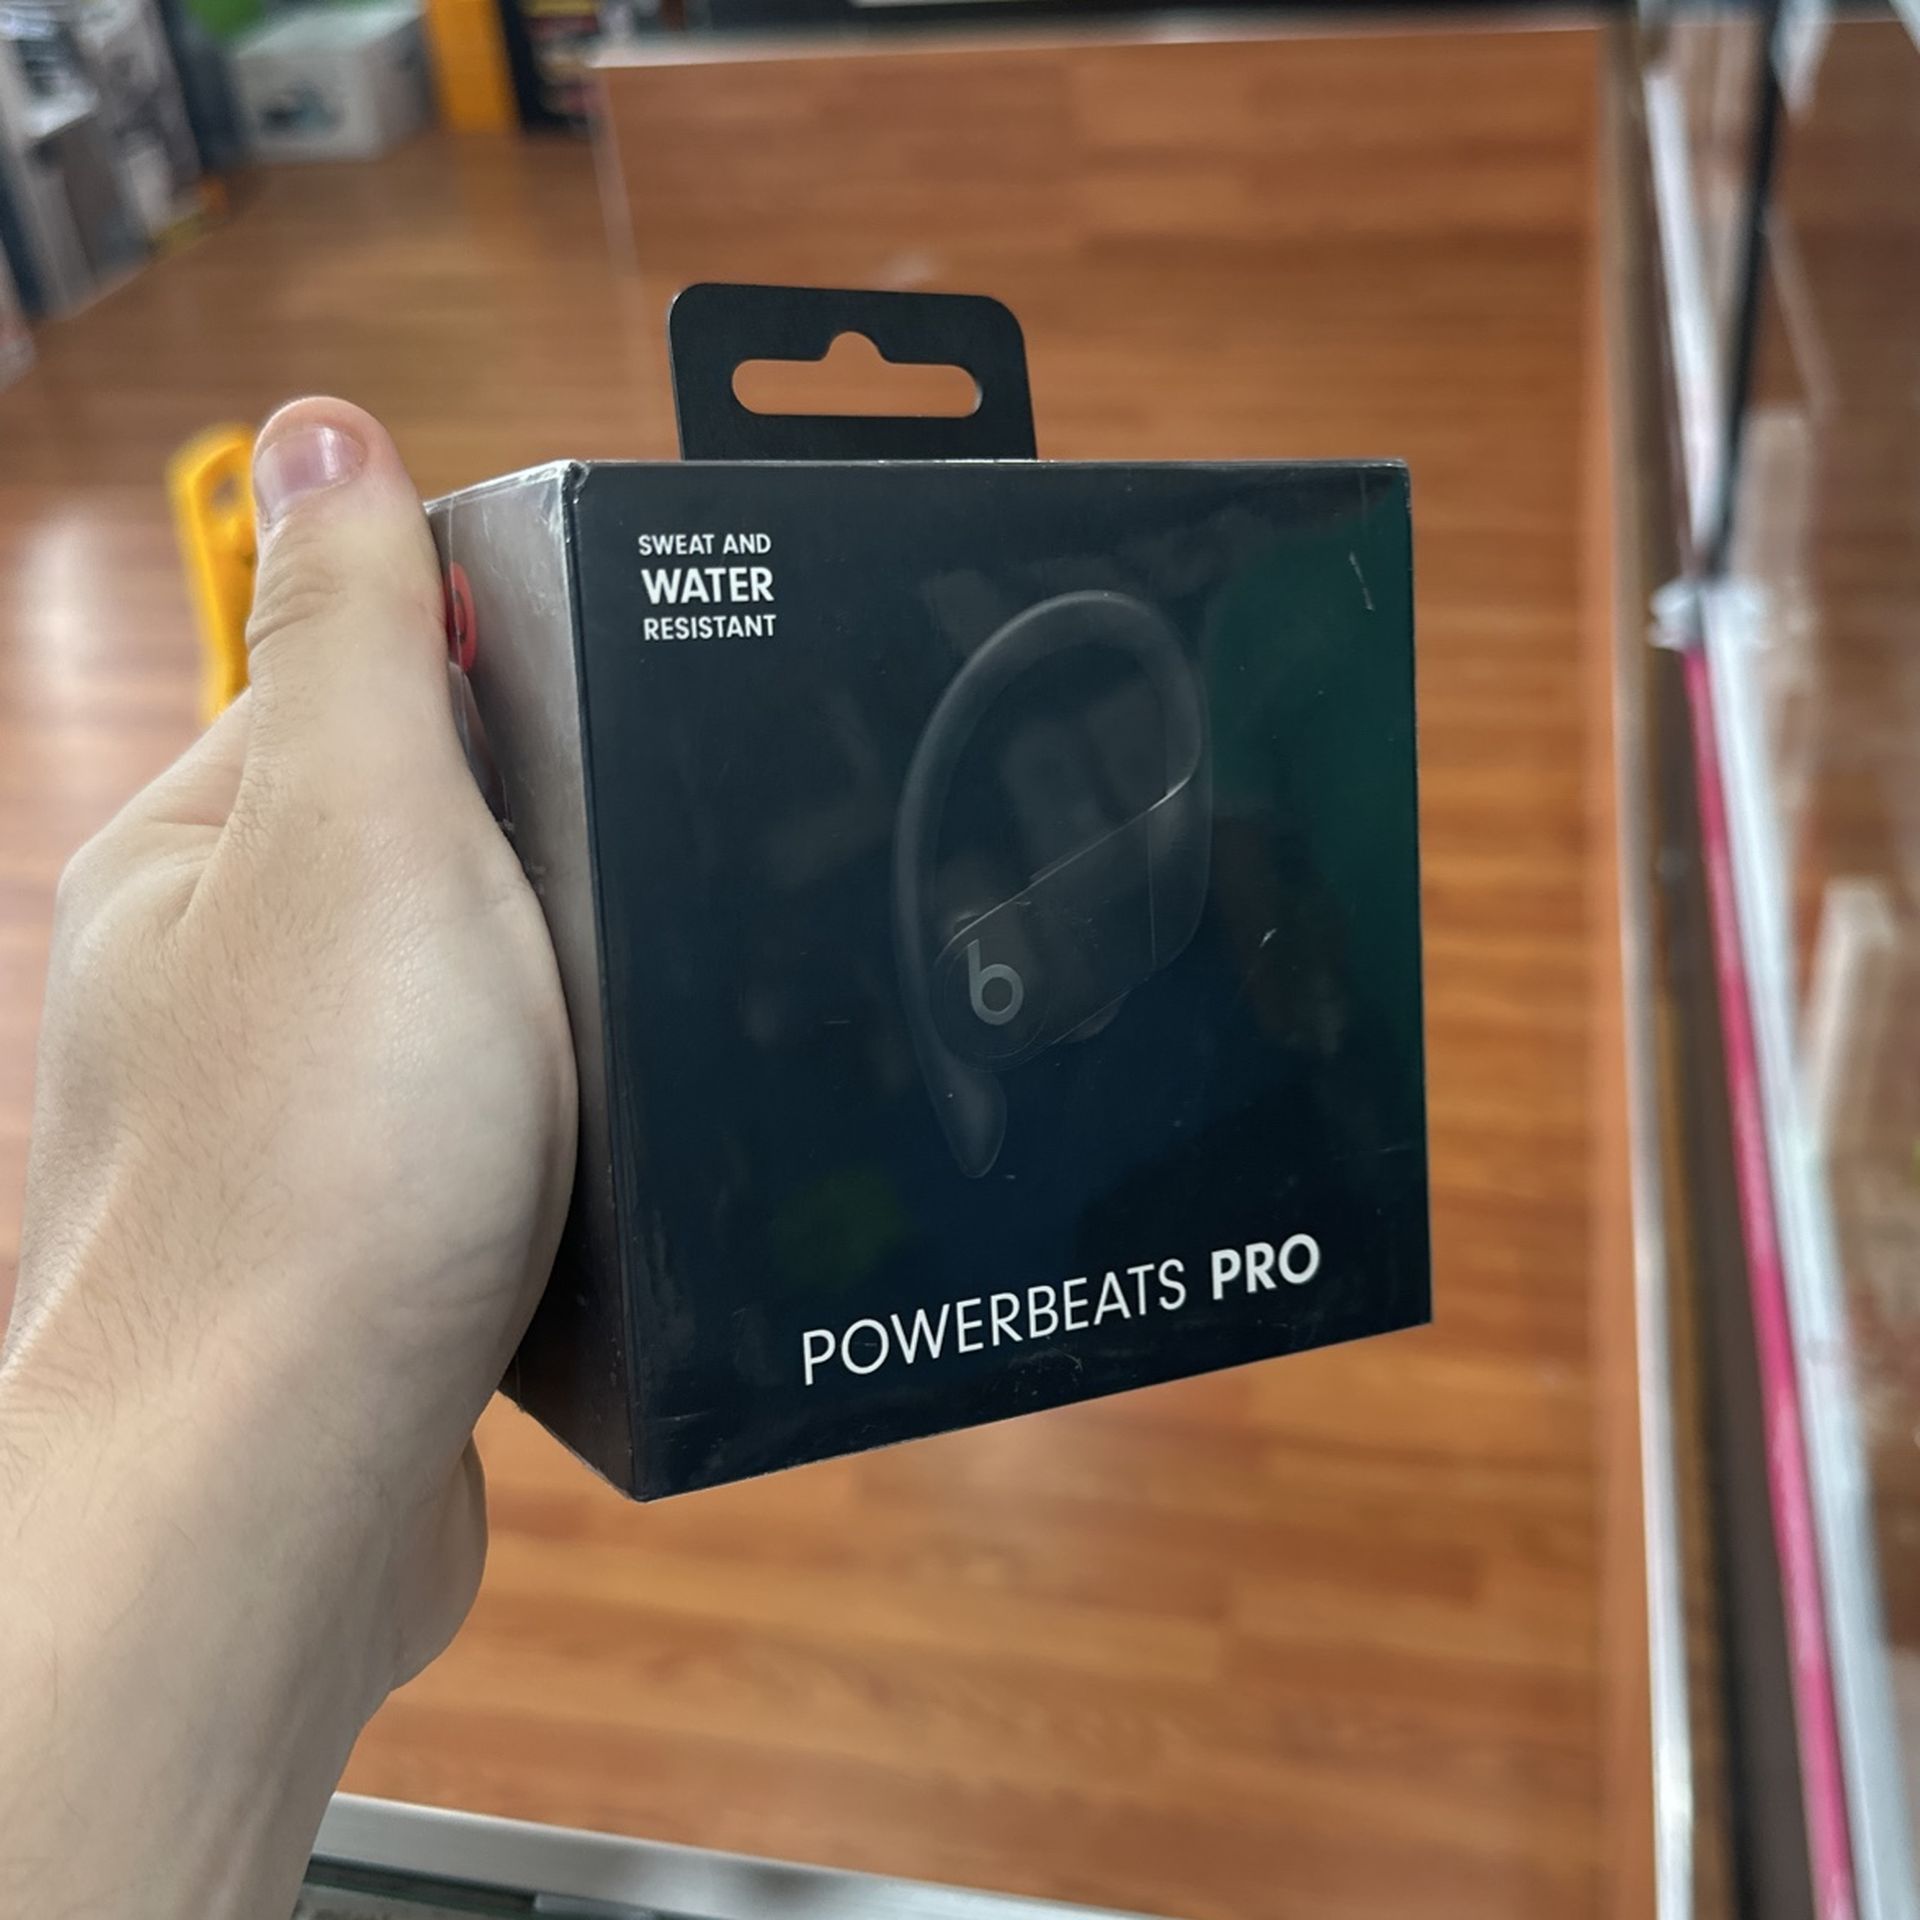 SWEAT AND
WATER
RESISTANT
b
POWERBEATS PRO